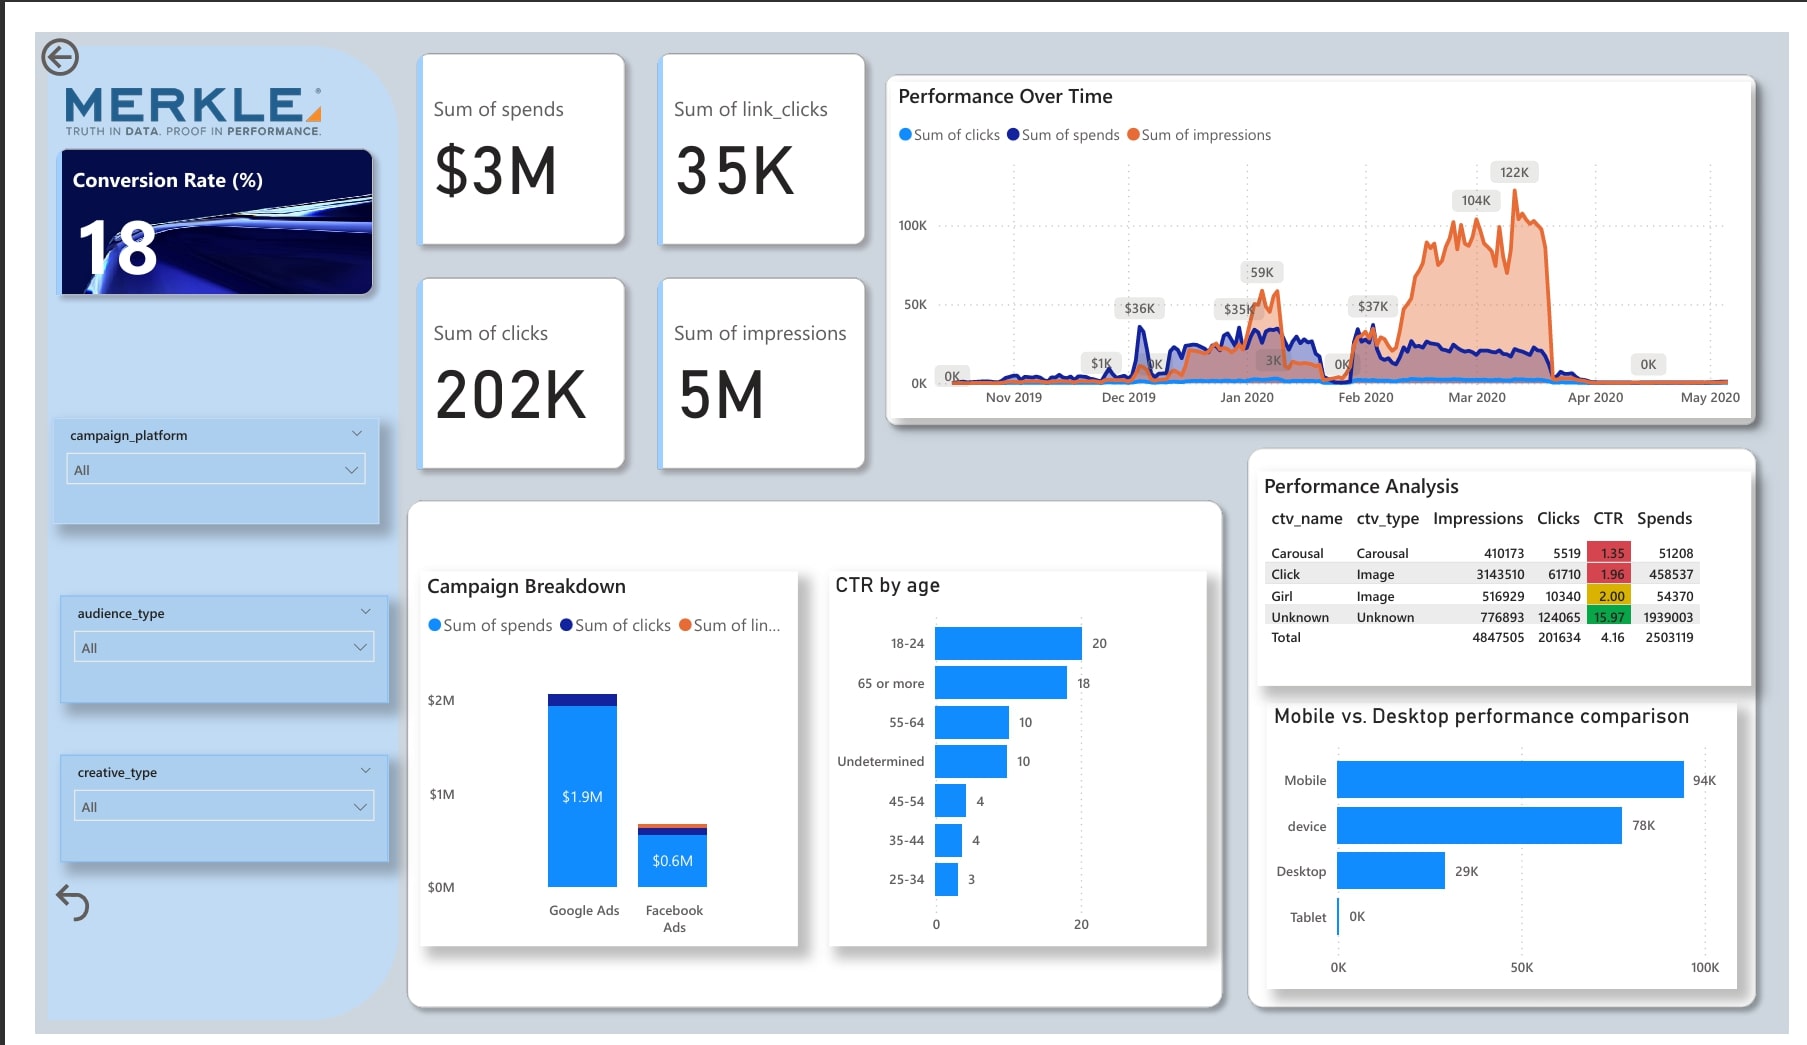 MERKLE
TRUTH IN DATA. PROOF IN PERFORMANCE.
Conversion Rate (%)
18
campaign_platform
All
audience_type
All
creative_type
All
Sum of spends
$3M
Sum of link_clicks
35K
Sum of clicks
202K
Sum of impressions
5M
Performance Over Time
Sum of clicks Sum of spends Sum of impressions
122K
104K
100K
59K
50K
$36K
$35K
$37K
$1K
0K
3K
0K
0K
0K
0K
Nov 2019 Dec 2019 Jan 2020 Feb 2020 Mar 2020 Apr 2020 May 2020
Campaign Breakdown
Sum of spends Sum of clicks Sum of lin...
$2M
$1M
$0M
$1.9M
$0.6M
Google Ads
Facebook
Ads
CTR by age
18-24 20
65 or more 18
55-64 10
Undetermined 10
45-54 4
35-44 4
25-34 3
0 20
Performance Analysis
ctv_name ctv_type Impressions Clicks CTR Spends
Carousal Carousal 410173 5519 1.35 51208
Click Image 3143510 61710 1.96 458537
Girl Image 516929 10340 2.00 54370
Unknown Unknown 776893 124065 15.97 1939003
Total 4847505 201634 4.16 2503119
Mobile vs. Desktop performance comparison
Mobile 94K
device 78K
Desktop 29K
Tablet 0K
0K 50K 100K